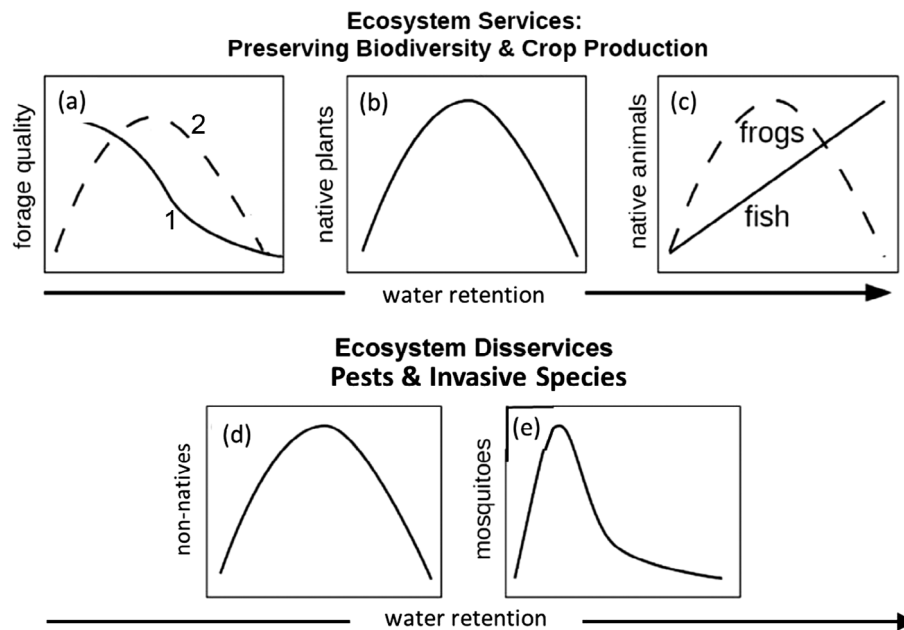 Ecosystem Services:
Preserving Biodiversity & Crop Production
(a)
forage quality
2
1
(b)
native plants
(c)
native animals
frogs
fish
water retention
Ecosystem Disservices
Pests & Invasive Species
(d)
non-natives
(e)
mosquitoes
water retention